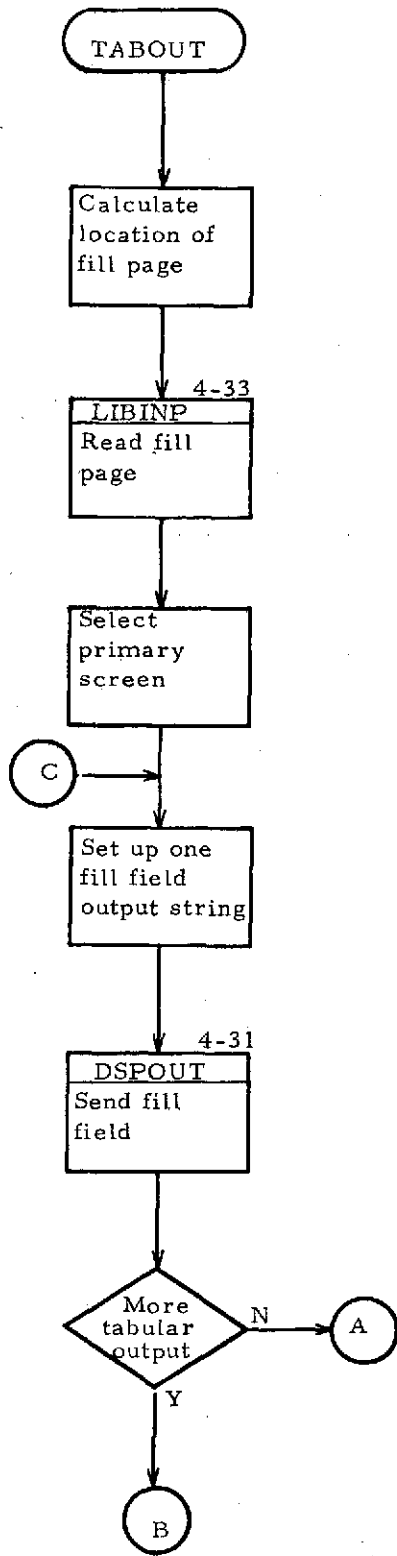 TABOUT
Calculate
location of
fill page
4-33
LIBINP
Read fill
page
Select
primary
screen
C
Set up one
fill field
output string
4-31
DSPOUT
Send fill
field
More
tabular
output
N
A
Y
B